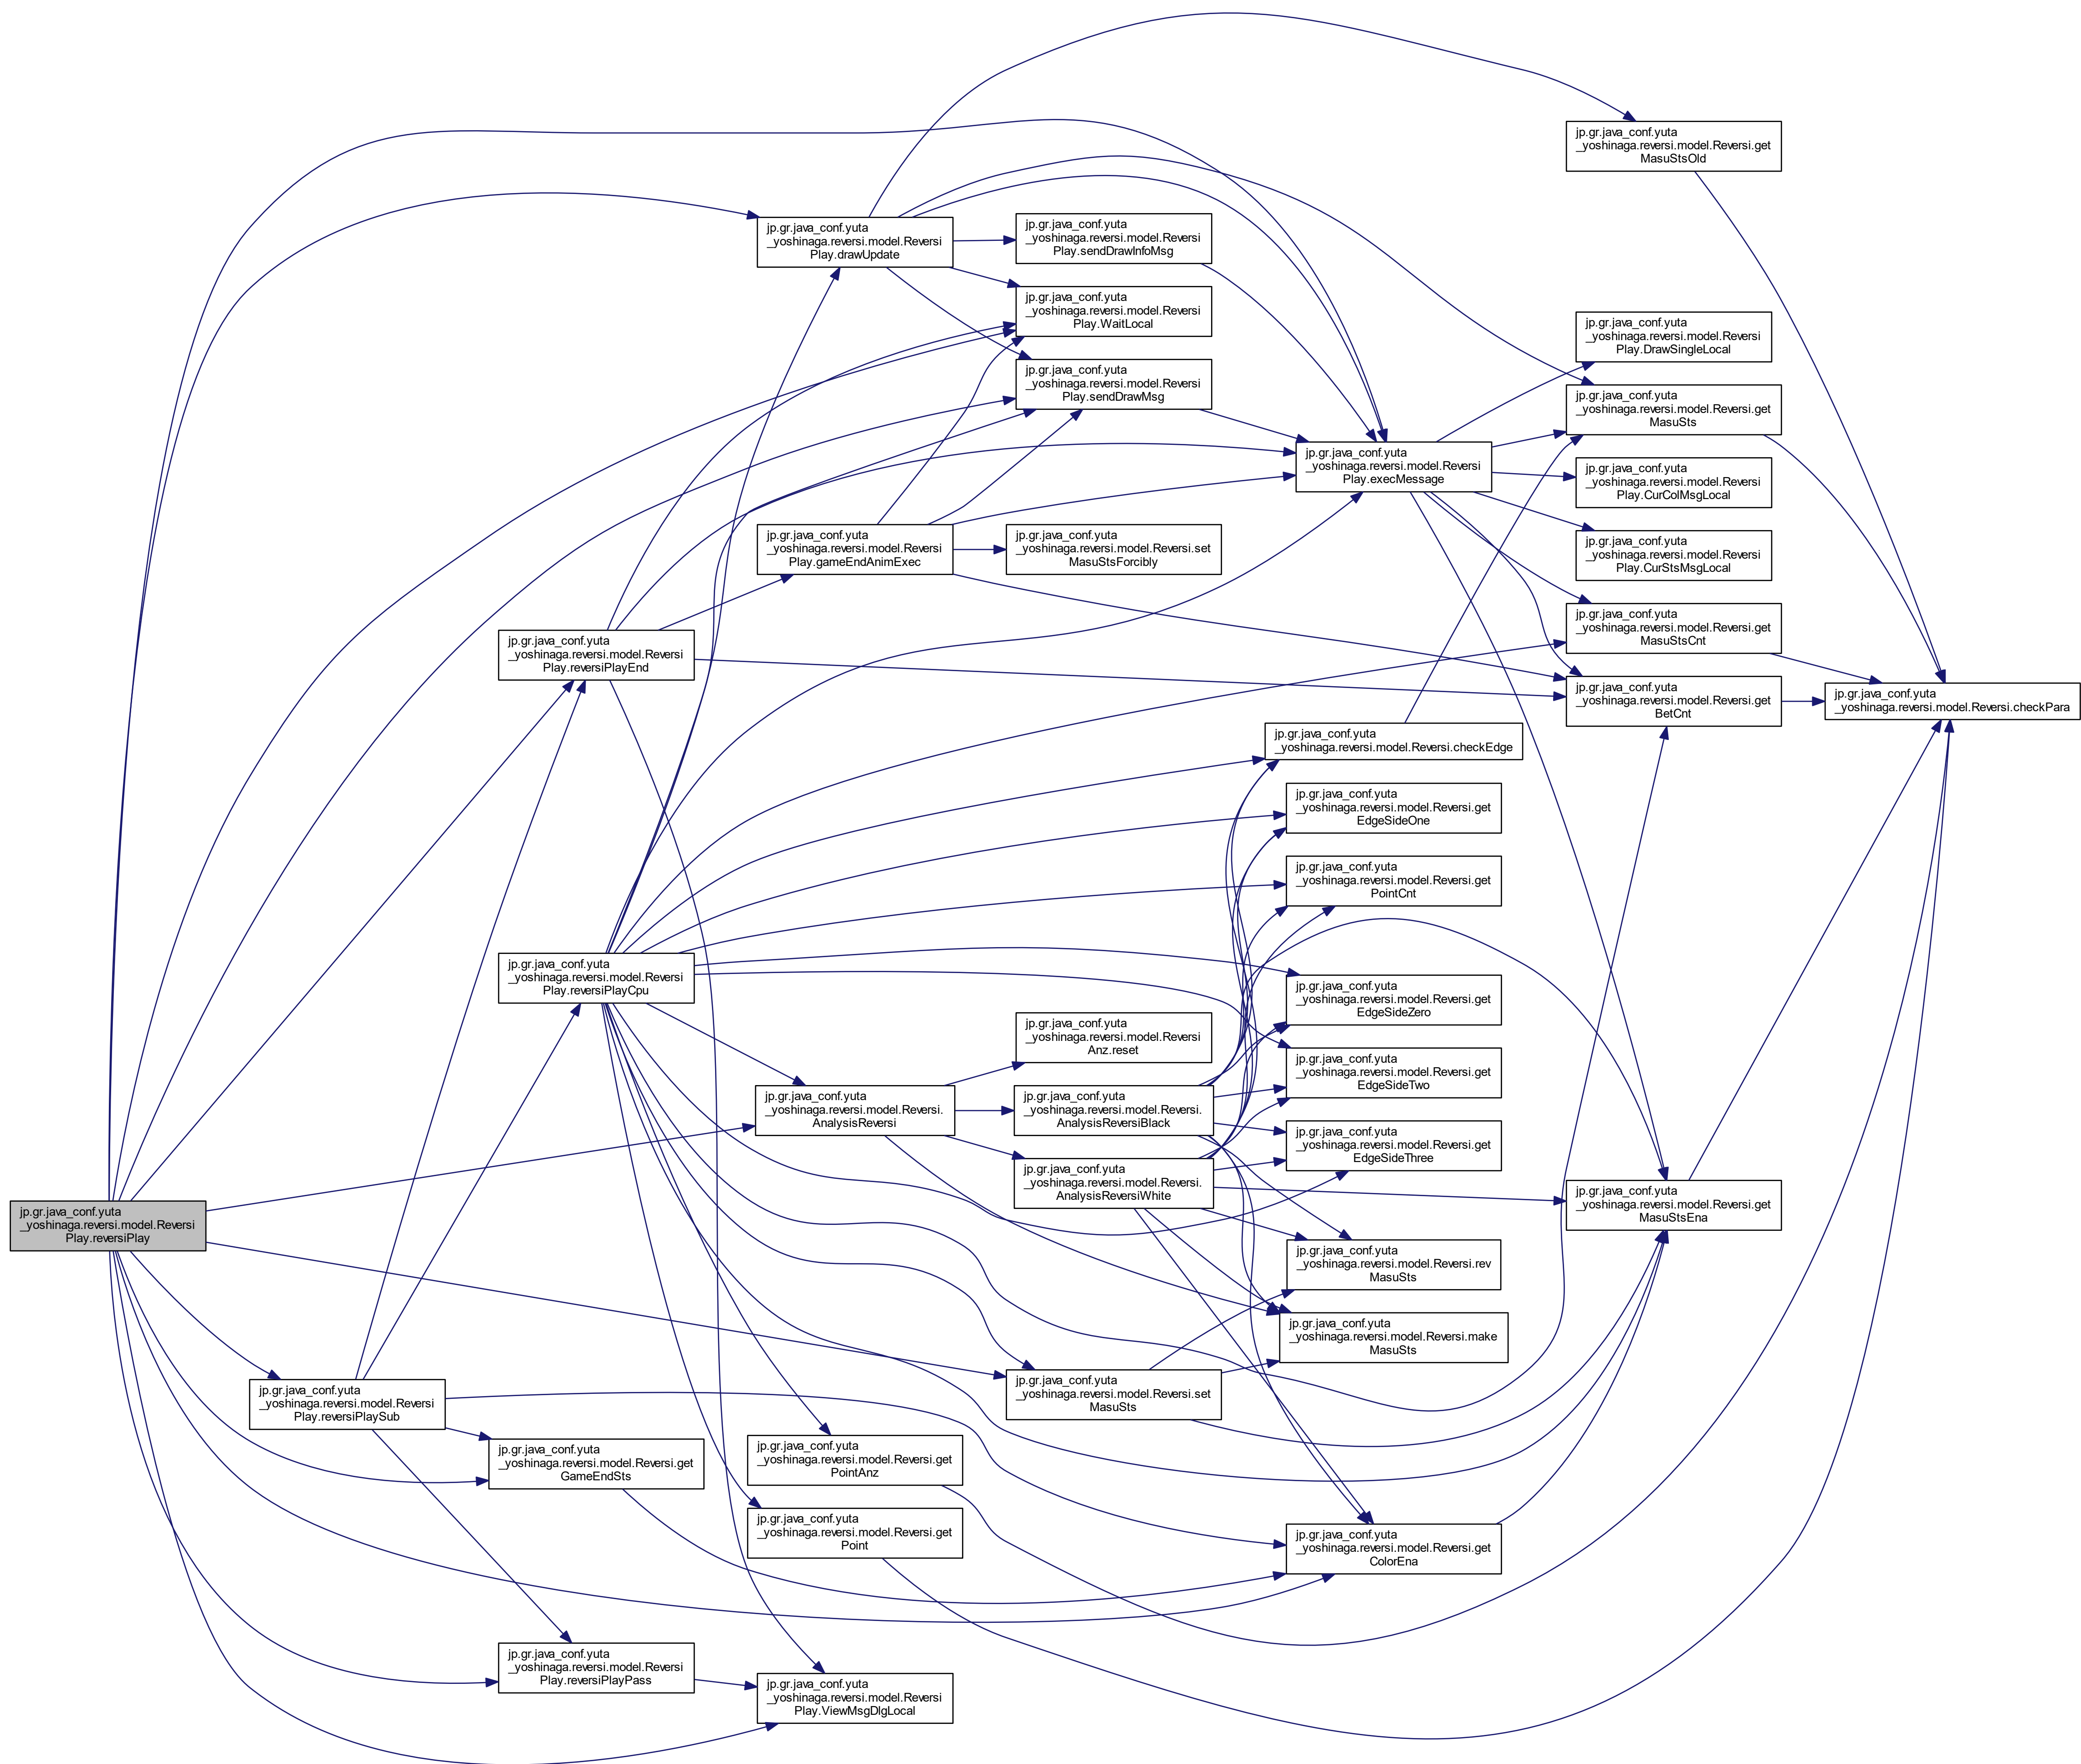 jp.gr.java_conf.yuta
_yoshinaga.reversi.model.Reversi
Play.reversiPlay
jp.gr.java_conf.yuta
_yoshinaga.reversi.model.Reversi
Play.reversiPlaySub
jp.gr.java_conf.yuta
_yoshinaga.reversi.model.Reversi
Play.reversiPlayEnd
jp.gr.java_conf.yuta
_yoshinaga.reversi.model.Reversi
Play.reversiPlayCpu
jp.gr.java_conf.yuta
_yoshinaga.reversi.model.Reversi.get
GameEndSts
jp.gr.java_conf.yuta
_yoshinaga.reversi.model.Reversi
Play.reversiPlayPass
jp.gr.java_conf.yuta
_yoshinaga.reversi.model.Reversi
Play.drawUpdate
jp.gr.java_conf.yuta
_yoshinaga.reversi.model.Reversi
Play.gameEndAnimExec
jp.gr.java_conf.yuta
_yoshinaga.reversi.model.Reversi.
AnalysisReversi
jp.gr.java_conf.yuta
_yoshinaga.reversi.model.Reversi.get
PointAnz
jp.gr.java_conf.yuta
_yoshinaga.reversi.model.Reversi.get
Point
jp.gr.java_conf.yuta
_yoshinaga.reversi.model.Reversi
Play.ViewMsgDlgLocal
jp.gr.java_conf.yuta
_yoshinaga.reversi.model.Reversi
Play.sendDrawInfoMsg
jp.gr.java_conf.yuta
_yoshinaga.reversi.model.Reversi
Play.WaitLocal
jp.gr.java_conf.yuta
_yoshinaga.reversi.model.Reversi
Play.sendDrawMsg
jp.gr.java_conf.yuta
_yoshinaga.reversi.model.Reversi.set
MasuStsForcibly
jp.gr.java_conf.yuta
_yoshinaga.reversi.model.Reversi
Anz.reset
jp.gr.java_conf.yuta
_yoshinaga.reversi.model.Reversi.
AnalysisReversiBlack
jp.gr.java_conf.yuta
_yoshinaga.reversi.model.Reversi.
AnalysisReversiWhite
jp.gr.java_conf.yuta
_yoshinaga.reversi.model.Reversi.set
MasuSts
jp.gr.java_conf.yuta
_yoshinaga.reversi.model.Reversi
Play.execMessage
jp.gr.java_conf.yuta
_yoshinaga.reversi.model.Reversi.checkEdge
jp.gr.java_conf.yuta
_yoshinaga.reversi.model.Reversi.get
EdgeSideOne
jp.gr.java_conf.yuta
_yoshinaga.reversi.model.Reversi.get
PointCnt
jp.gr.java_conf.yuta
_yoshinaga.reversi.model.Reversi.get
EdgeSideZero
jp.gr.java_conf.yuta
_yoshinaga.reversi.model.Reversi.get
EdgeSideTwo
jp.gr.java_conf.yuta
_yoshinaga.reversi.model.Reversi.get
EdgeSideThree
jp.gr.java_conf.yuta
_yoshinaga.reversi.model.Reversi.rev
MasuSts
jp.gr.java_conf.yuta
_yoshinaga.reversi.model.Reversi.make
MasuSts
jp.gr.java_conf.yuta
_yoshinaga.reversi.model.Reversi.get
ColorEna
jp.gr.java_conf.yuta
_yoshinaga.reversi.model.Reversi.get
MasuStsOld
jp.gr.java_conf.yuta
_yoshinaga.reversi.model.Reversi
Play.DrawSingleLocal
jp.gr.java_conf.yuta
_yoshinaga.reversi.model.Reversi.get
MasuSts
jp.gr.java_conf.yuta
_yoshinaga.reversi.model.Reversi
Play.CurColMsgLocal
jp.gr.java_conf.yuta
_yoshinaga.reversi.model.Reversi
Play.CurStsMsgLocal
jp.gr.java_conf.yuta
_yoshinaga.reversi.model.Reversi.get
MasuStsCnt
jp.gr.java_conf.yuta
_yoshinaga.reversi.model.Reversi.get
BetCnt
jp.gr.java_conf.yuta
_yoshinaga.reversi.model.Reversi.get
MasuStsEna
jp.gr.java_conf.yuta
_yoshinaga.reversi.model.Reversi.checkPara